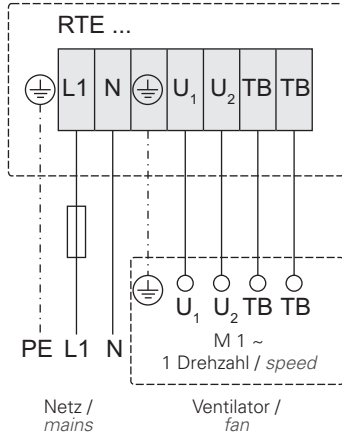 RTE ...
L1 N U1 U2 TB TB
U1 U2 TB TB
M 1 ~
1 Drehzahl / speed
PE L1 N
Netz / Ventilator /
mains fan